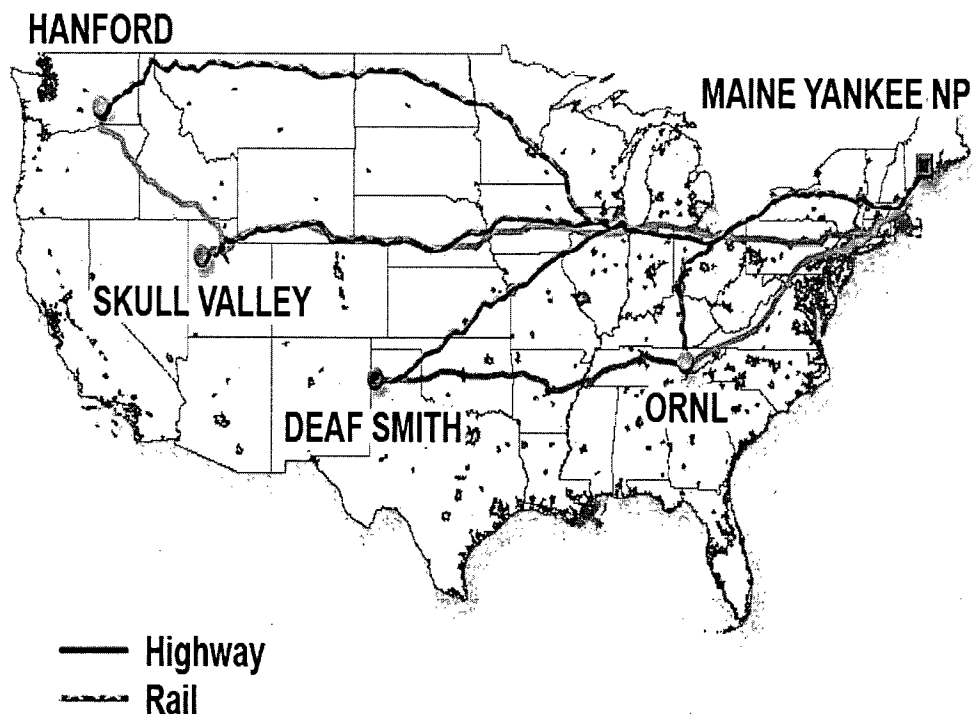 HANFORD
MAINE YANKEE NP
SKULL VALLEY
DEAF SMITH
ORNL
Highway
Rail